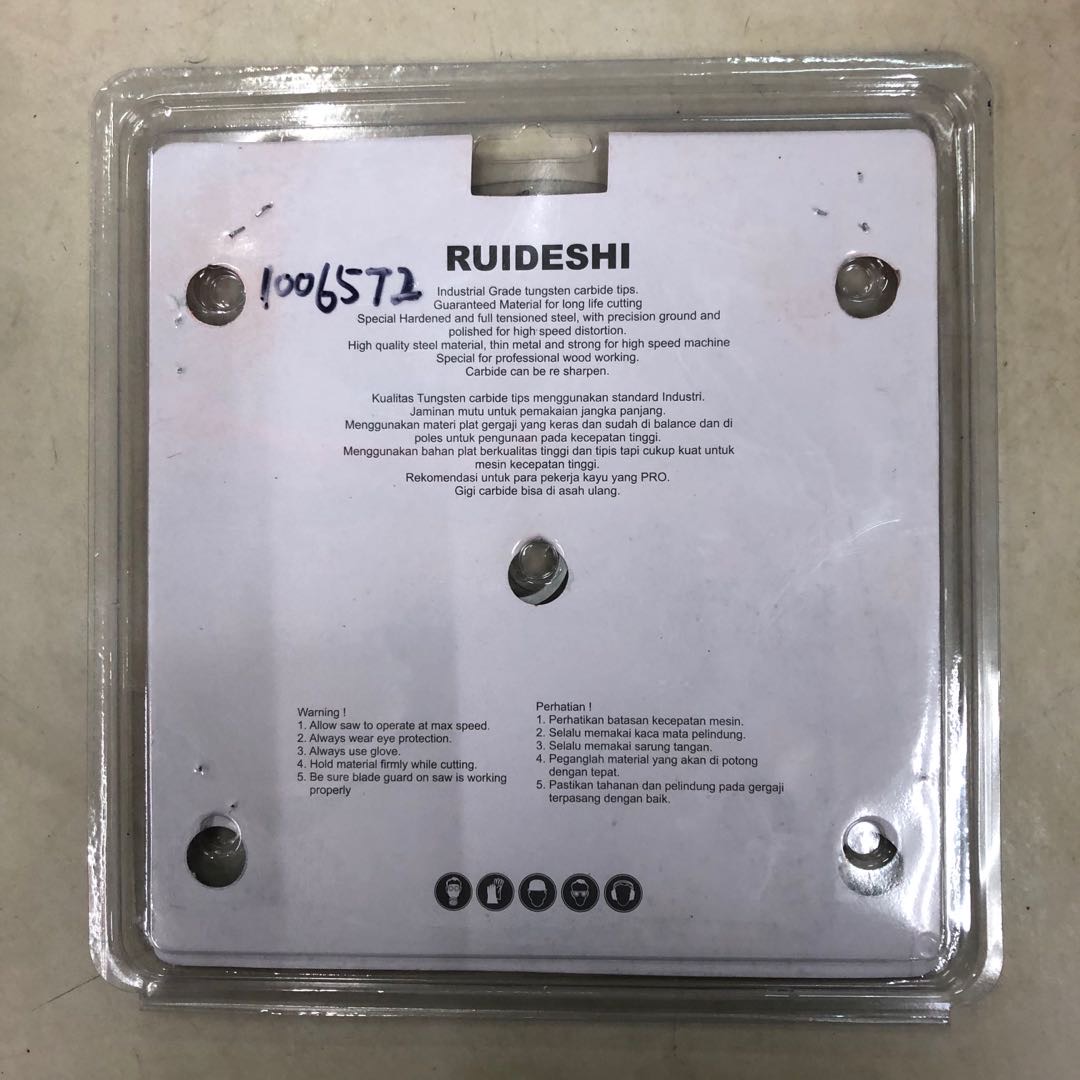 RUIDESHI
1006572
Industrial Grade tungsten carbide tips.
Guaranteed Material for long life cutting
Special Hardened and full tensioned steel, with precision ground and
polished for high speed distortion.
High quality steel material, thin metal and strong for high speed machine
Special for professional wood working.
Carbide can be re sharpen.
Kualitas Tungsten carbide tips menggunakan standard Industri.
Jaminan mutu untuk pemakaian jangka panjang.
Menggunakan materi plat gergaji yang keras dan sudah di balance dan di
poles untuk pengunaan pada kecepatan tinggi.
Menggunakan bahan plat berkualitas tinggi dan tipis tapi cukup kuat untuk
mesin kecepatan tinggi.
Rekomendasi untuk para pekerja kayu yang PRO.
Gigi carbide bisa di asah ulang.
Warning !
1. Allow saw to operate at max speed.
2. Always wear eye protection.
3. Always use glove.
4. Hold material firmly while cutting.
5. Be sure blade guard on saw is working
properly
Perhatian !
1. Perhatikan batasan kecepatan mesin.
2. Selalu memakai kaca mata pelindung.
3. Selalu memakai sarung tangan.
4. Peganglah material yang akan di potong
dengan tepat.
5. Pastikan tahanan dan pelindung pada gergaji
terpasang dengan baik.